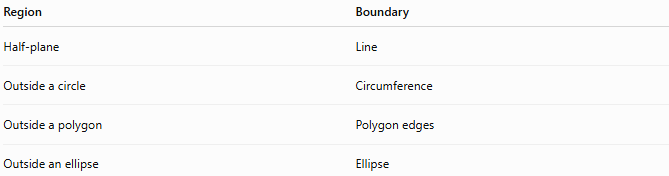 Region Boundary
Half-plane Line
Outside a circle Circumference
Outside a polygon Polygon edges
Outside an ellipse Ellipse